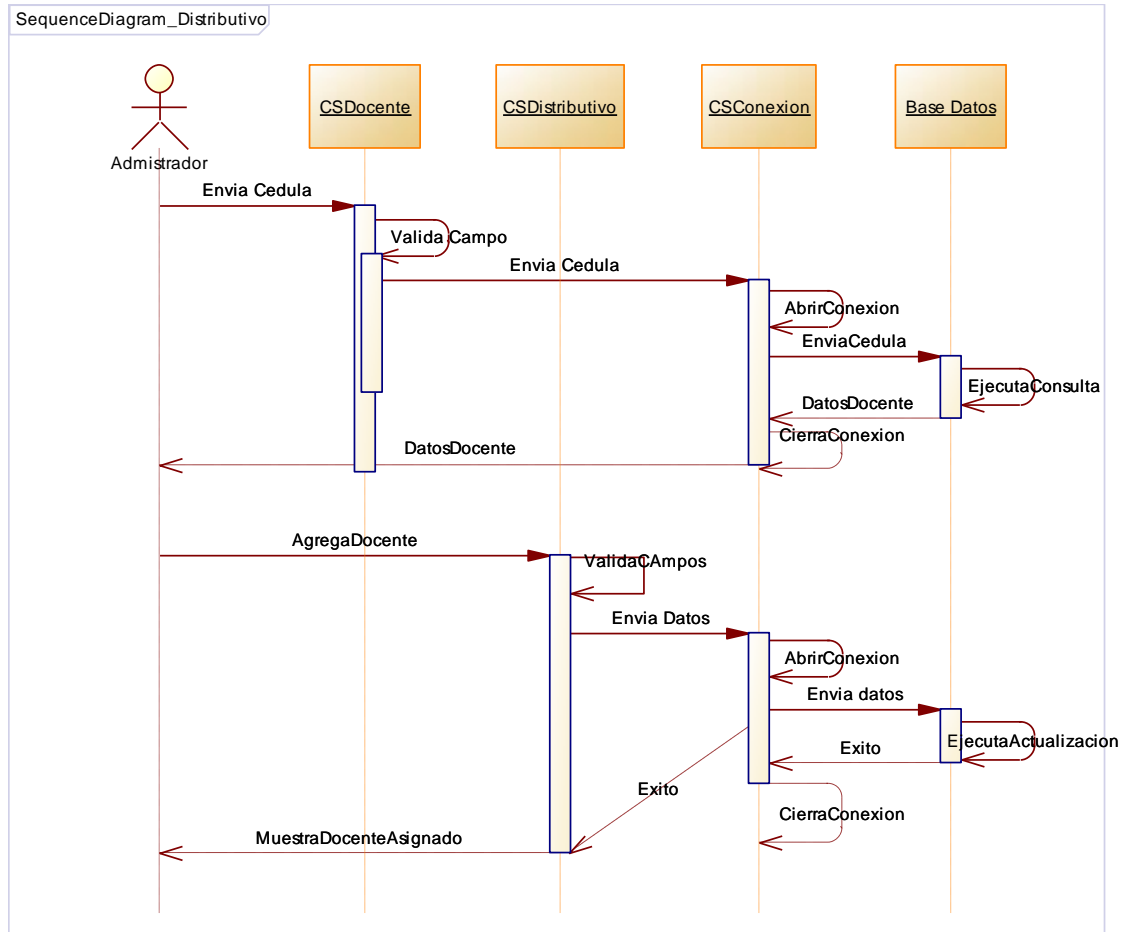 SequenceDiagram_Distributivo
CSDocente
CSDistributivo
CSConexion
Base Datos
Admistrador
Envia Cedula
Valida Campo
Envia Cedula
AbrirConexion
EnviaCedula
EjecutaConsulta
DatosDocente
CierraConexion
DatosDocente
AgregaDocente
ValidaCAmpos
Envia Datos
AbrirConexion
Envia datos
EjecutaActualizacion
Exito
Exito
CierraConexion
MuestraDocenteAsignado